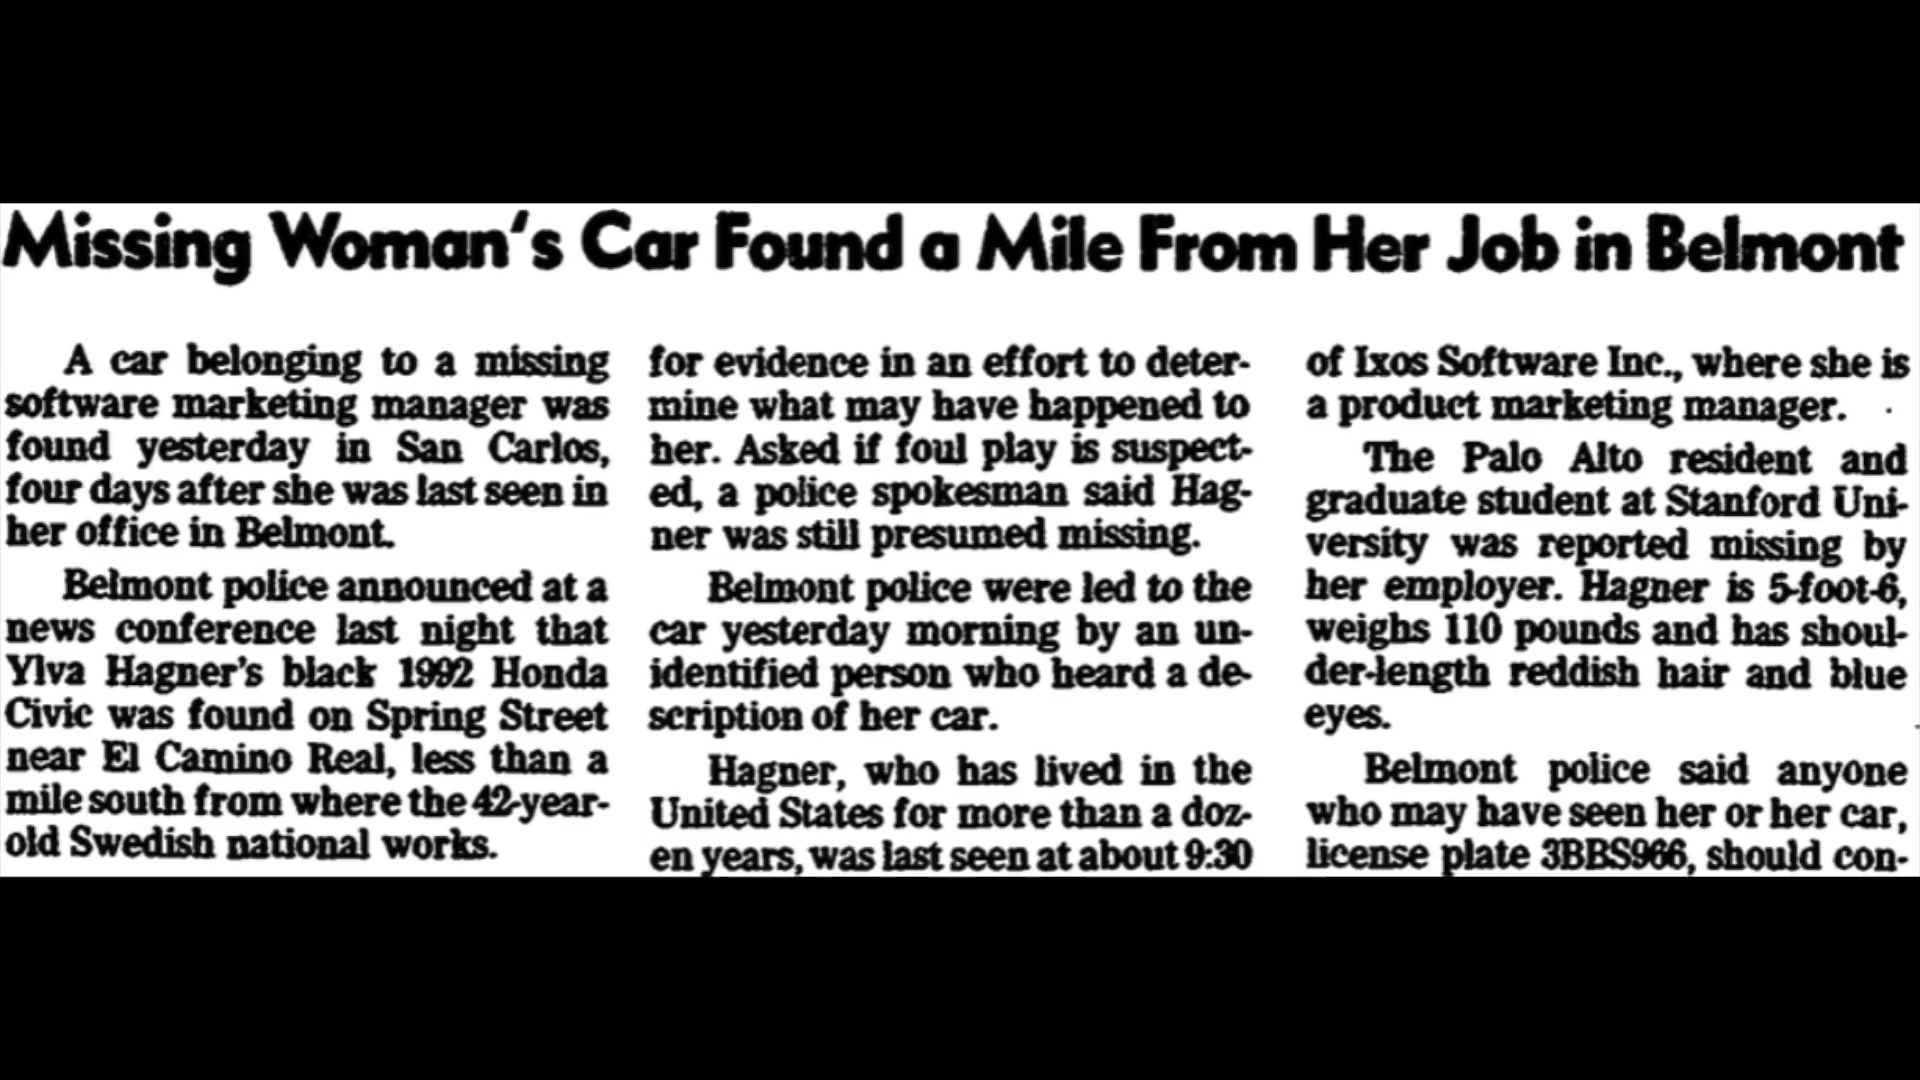 Missing Woman's Car Found a Mile From Her Job in Belmont
A car belonging to a missing
software marketing manager was
found yesterday in San Carlos,
four days after she was last seen in
her office in Belmont.
Belmont police announced at a
news conference last night that
Ylva Hagner's black 1992 Honda
Civic was found on Spring Street
near El Camino Real, less than a
mile south from where the 42-year-
old Swedish national works.
for evidence in an effort to deter-
mine what may have happened to
her. Asked if foul play is suspect-
ed, a police spokesman said Hag-
ner was still presumed missing.
Belmont police were led to the
car yesterday morning by an un-
identified person who heard a de-
scription of her car.
Hagner, who has lived in the
United States for more than a doz-
en years, was last seen at about 9:30
of Ixos Software Inc., where she is
a product marketing manager.
The Palo Alto resident and
graduate student at Stanford Uni-
versity was reported missing by
her employer. Hagner is 5-foot-6,
weighs 110 pounds and has shoul-
der-length reddish hair and blue
eyes.
Belmont police said anyone
who may have seen her or her car,
license plate 3BBS966, should con-